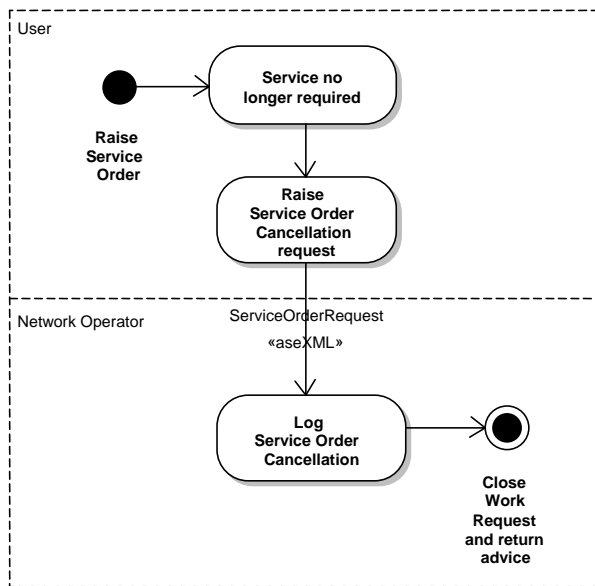 User
Service no
longer required
Raise
Service
Order
Raise
Service Order
Cancellation
request
Network Operator
ServiceOrderRequest
«aseXML»
Log
Service Order
Cancellation
Close
Work
Request
and return
advice